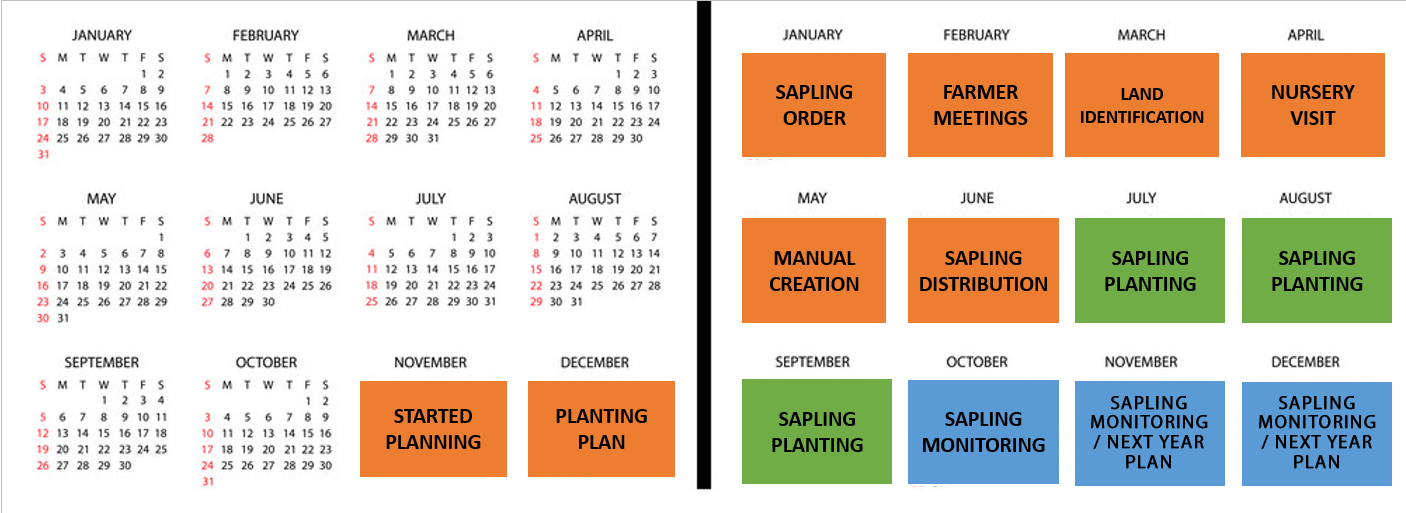 JANUARY
S M T W T F S
1 2
3 4 5 6 7 8 9
10 11 12 13 14 15 16
17 18 19 20 21 22 23
24 25 26 27 28 29 30
31
FEBRUARY
S M T W T F S
1 2 3 4 5 6
7 8 9 10 11 12 13
14 15 16 17 18 19 20
21 22 23 24 25 26 27
28
MARCH
S M T W T F S
1 2 3 4 5 6
7 8 9 10 11 12 13
14 15 16 17 18 19 20
21 22 23 24 25 26 27
28 29 30 31
APRIL
S M T W T F S
1 2 3
4 5 6 7 8 9 10
11 12 13 14 15 16 17
18 19 20 21 22 23 24
25 26 27 28 29 30
MAY
S M T W T F S
1
2 3 4 5 6 7 8
9 10 11 12 13 14 15
16 17 18 19 20 21 22
23 24 25 26 27 28 29
30 31
JUNE
S M T W T F S
1 2 3 4 5
6 7 8 9 10 11 12
13 14 15 16 17 18 19
20 21 22 23 24 25 26
27 28 29 30
JULY
S M T W T F S
1 2 3
4 5 6 7 8 9 10
11 12 13 14 15 16 17
18 19 20 21 22 23 24
25 26 27 28 29 30 31
AUGUST
S M T W T F S
1 2 3 4 5 6 7
8 9 10 11 12 13 14
15 16 17 18 19 20 21
22 23 24 25 26 27 28
29 30 31
SEPTEMBER
S M T W T F S
1 2 3 4
5 6 7 8 9 10 11
12 13 14 15 16 17 18
19 20 21 22 23 24 25
26 27 28 29 30
OCTOBER
S M T W T F S
1 2
3 4 5 6 7 8 9
10 11 12 13 14 15 16
17 18 19 20 21 22 23
24 25 26 27 28 29 30
31
NOVEMBER
STARTED
PLANNING
DECEMBER
PLANTING
PLAN
JANUARY
SAPLING
ORDER
FEBRUARY
FARMER
MEETINGS
MARCH
LAND
IDENTIFICATION
APRIL
NURSERY
VISIT
MAY
MANUAL
CREATION
JUNE
SAPLING
DISTRIBUTION
JULY
SAPLING
PLANTING
AUGUST
SAPLING
PLANTING
SEPTEMBER
SAPLING
PLANTING
OCTOBER
SAPLING
MONITORING
NOVEMBER
SAPLING
MONITORING
/ NEXT YEAR
PLAN
DECEMBER
SAPLING
MONITORING
/ NEXT YEAR
PLAN